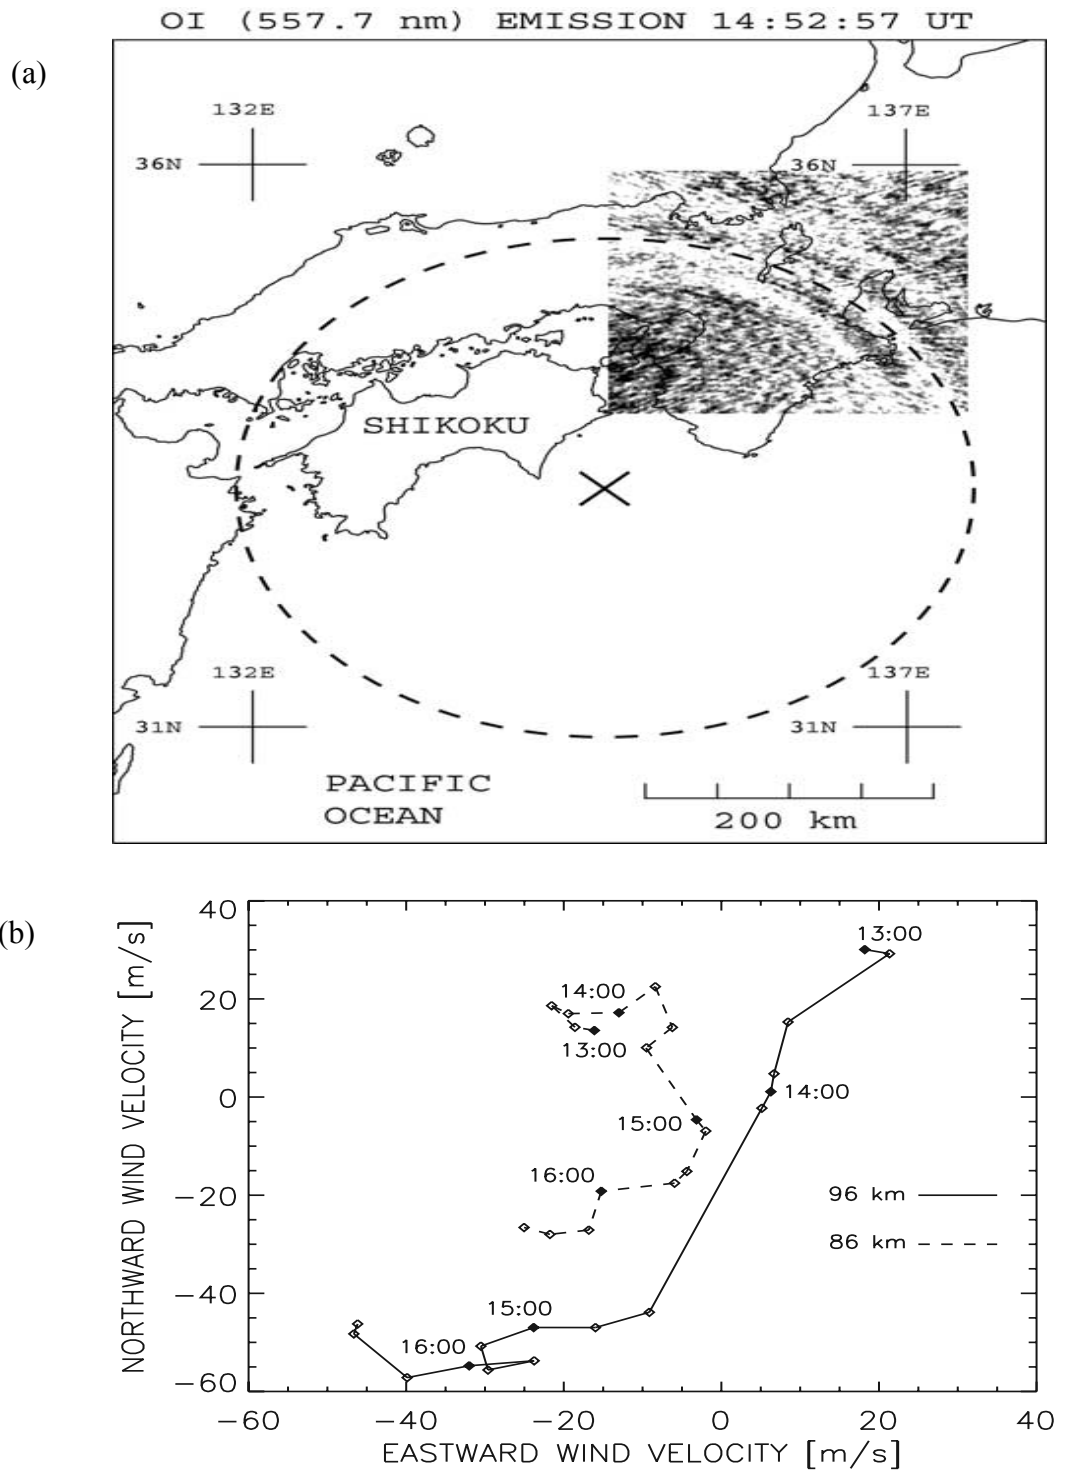 OI (557.7 nm) EMISSION 14:52:57 UT
(a)
132E
137E
36N
36N
SHIKOKU
132E
137E
31N
31N
PACIFIC
OCEAN
200 km
(b)
NORTHWARD WIND VELOCITY [m/s]
40
20
0
−20
−40
−60
13:00
14:00
13:00
14:00
15:00
16:00
96 km
86 km
15:00
16:00
−60 −40 −20 0 20 40
EASTWARD WIND VELOCITY [m/s]